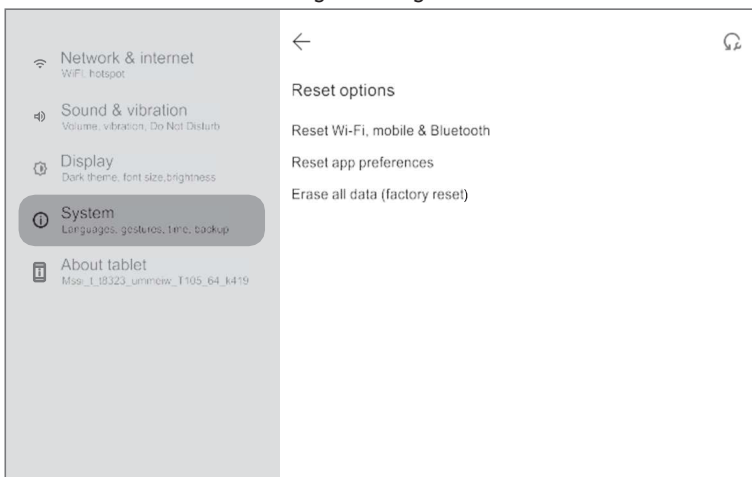 Network & internet
WiFi, hotspot
Sound & vibration
Volume, vibration, Do Not Disturb
Display
Dark theme, font size,brightness
System
Languages, gestures, time, backup
About tablet
Reset options
Reset Wi-Fi, mobile & Bluetooth
Reset app preferences
Erase all data (factory reset)